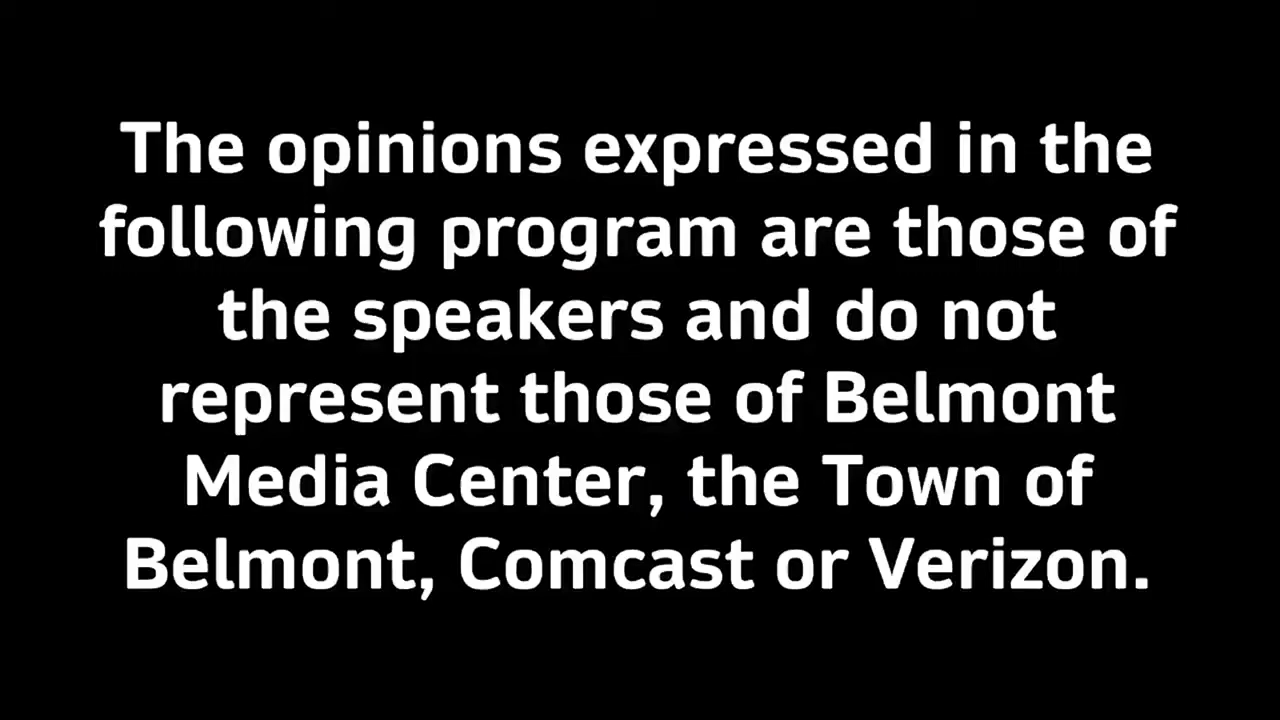 The opinions expressed in the
following program are those of
the speakers and do not
represent those of Belmont
Media Center, the Town of
Belmont, Comcast or Verizon.